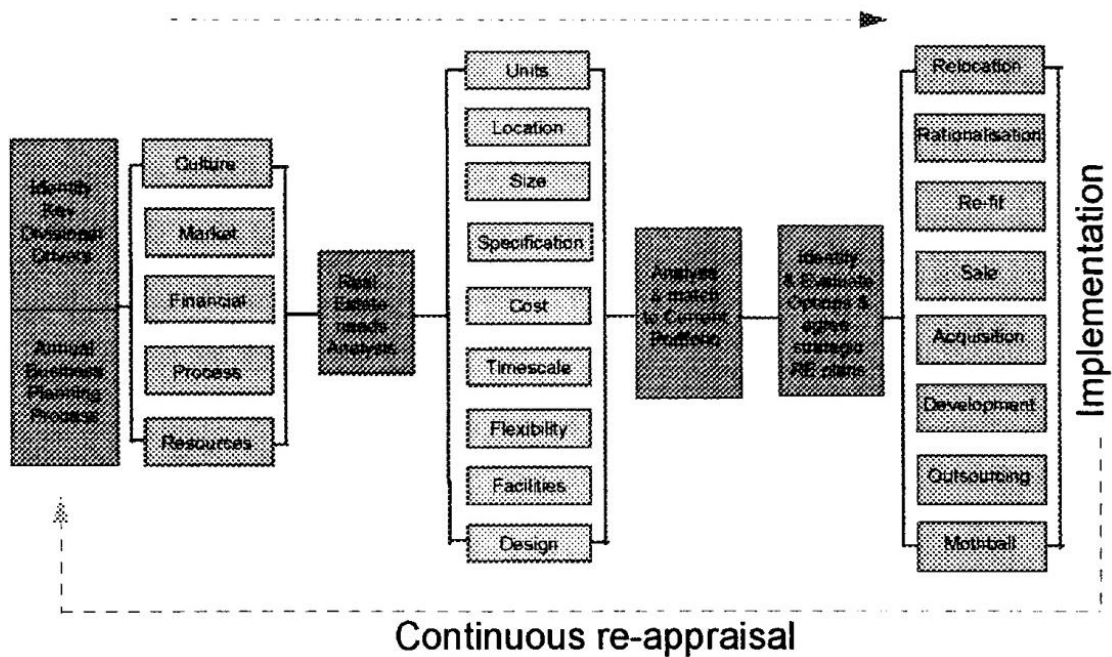 Identify
Key
Divisional
Drivers
Annual
Business
Planning
Process
Culture
Market
Financial
Process
Resources
Real
Estate
needs
Analysis
Units
Location
Size
Specification
Cost
Timescale
Flexibility
Facilities
Design
Analysis
& match
to Current
Portfolio
Identify
& Evaluate
Options &
agree
strategic
RE plans
Relocation
Rationalisation
Re-fit
Sale
Acquisition
Development
Outsourcing
Mothball
Implementation
Continuous re-appraisal